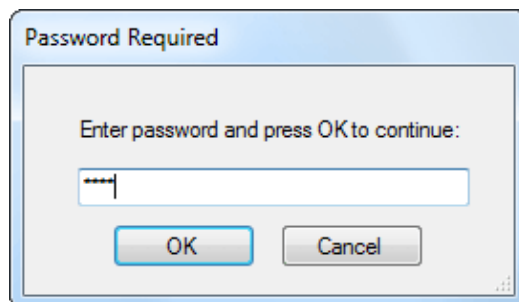 Password Required
Enter password and press OK to continue:
****
OK
Cancel